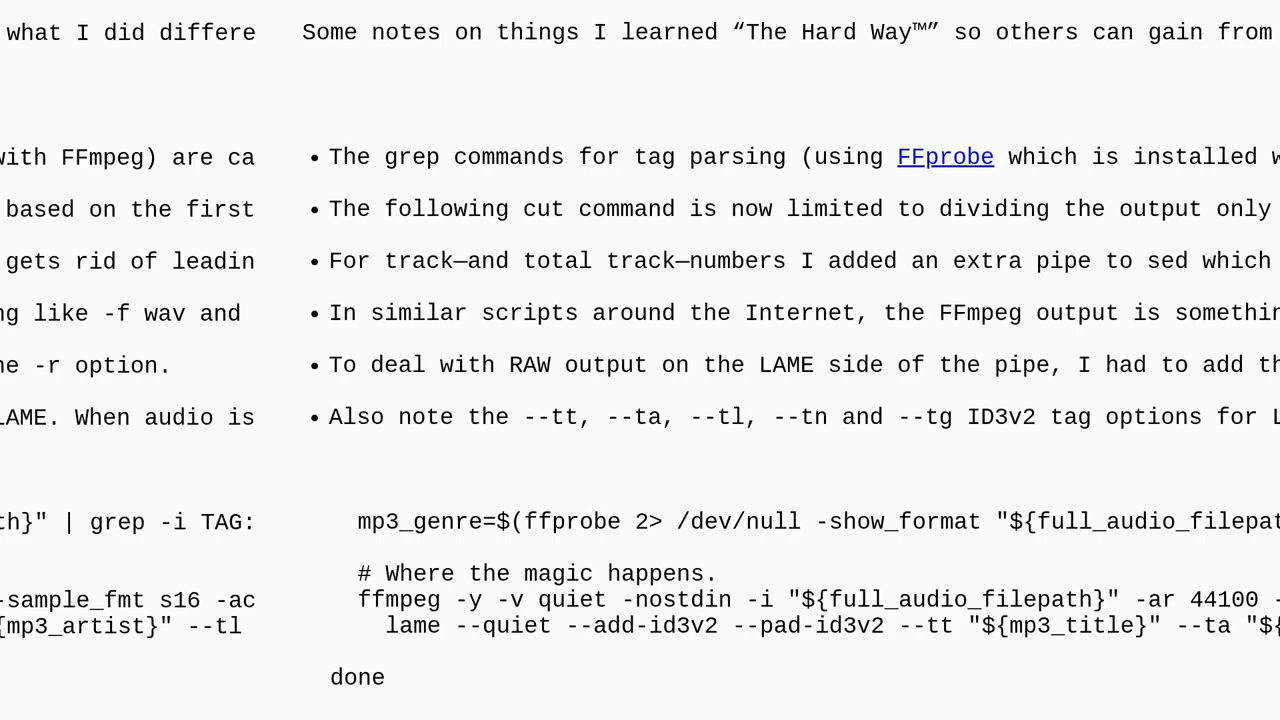 what I did differe
with FFmpeg) are ca
based on the first
gets rid of leadin
ng like -f wav and
he -r option.
LAME. When audio is
th}" | grep -i TAG:
-sample_fmt s16 -ac
{mp3_artist}" --tl
Some notes on things I learned “The Hard Way™” so others can gain from
• The grep commands for tag parsing (using FFprobe which is installed w
• The following cut command is now limited to dividing the output only
• For track—and total track—numbers I added an extra pipe to sed which
• In similar scripts around the Internet, the FFmpeg output is somethin
• To deal with RAW output on the LAME side of the pipe, I had to add th
• Also note the --tt, --ta, --tl, --tn and --tg ID3v2 tag options for L
mp3_genre=$(ffprobe 2> /dev/null -show_format "${full_audio_filepat
# Where the magic happens.
ffmpeg -y -v quiet -nostdin -i "${full_audio_filepath}" -ar 44100 -
lame --quiet --add-id3v2 --pad-id3v2 --tt "${mp3_title}" --ta "${
done